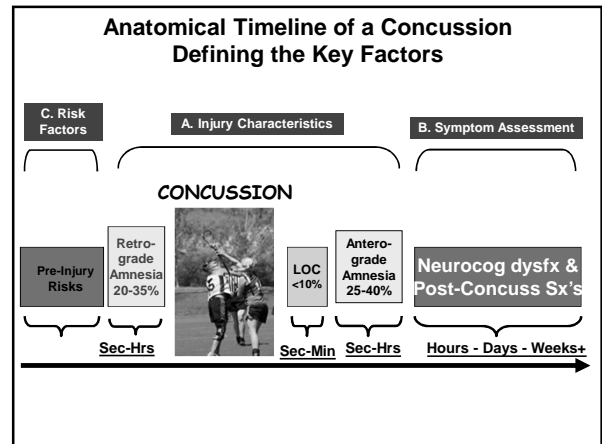 Anatomical Timeline of a Concussion
Defining the Key Factors
C. Risk
Factors
A. Injury Characteristics
B. Symptom Assessment
CONCUSSION
Pre-Injury
Risks
Retro-
grade
Amnesia
20-35%
LOC
<10%
Antero-
grade
Amnesia
25-40%
Neurocog dysfx &
Post-Concuss Sx's
Sec-Hrs
Sec-Min
Sec-Hrs
Hours - Days - Weeks+